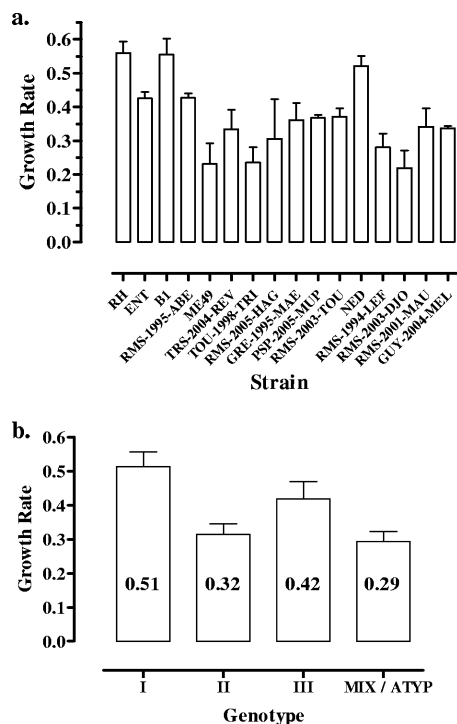 a.
0.6
0.5
0.4
0.3
0.2
0.1
0.0
Growth Rate
RH
ENT
B1
RMS-1995-ABE
ME49
TRS-2004-REV
TOU-1998-TRI
RMS-2005-HAG
GRE-1995-MAE
PSP-2005-MUP
RMS-2003-TOU
NED
RMS-1994-LEF
RMS-2003-DJO
RMS-2001-MAU
GUY-2004-MEL
Strain
b.
0.6
0.5
0.4
0.3
0.2
0.1
0.0
Growth Rate
0.51
0.32
0.42
0.29
I
II
III
MIX / ATYP
Genotype